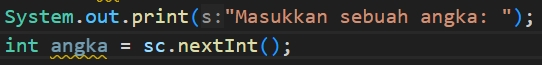 System.out.print(s:"Masukkan sebuah angka: ");
int angka = sc.nextInt();